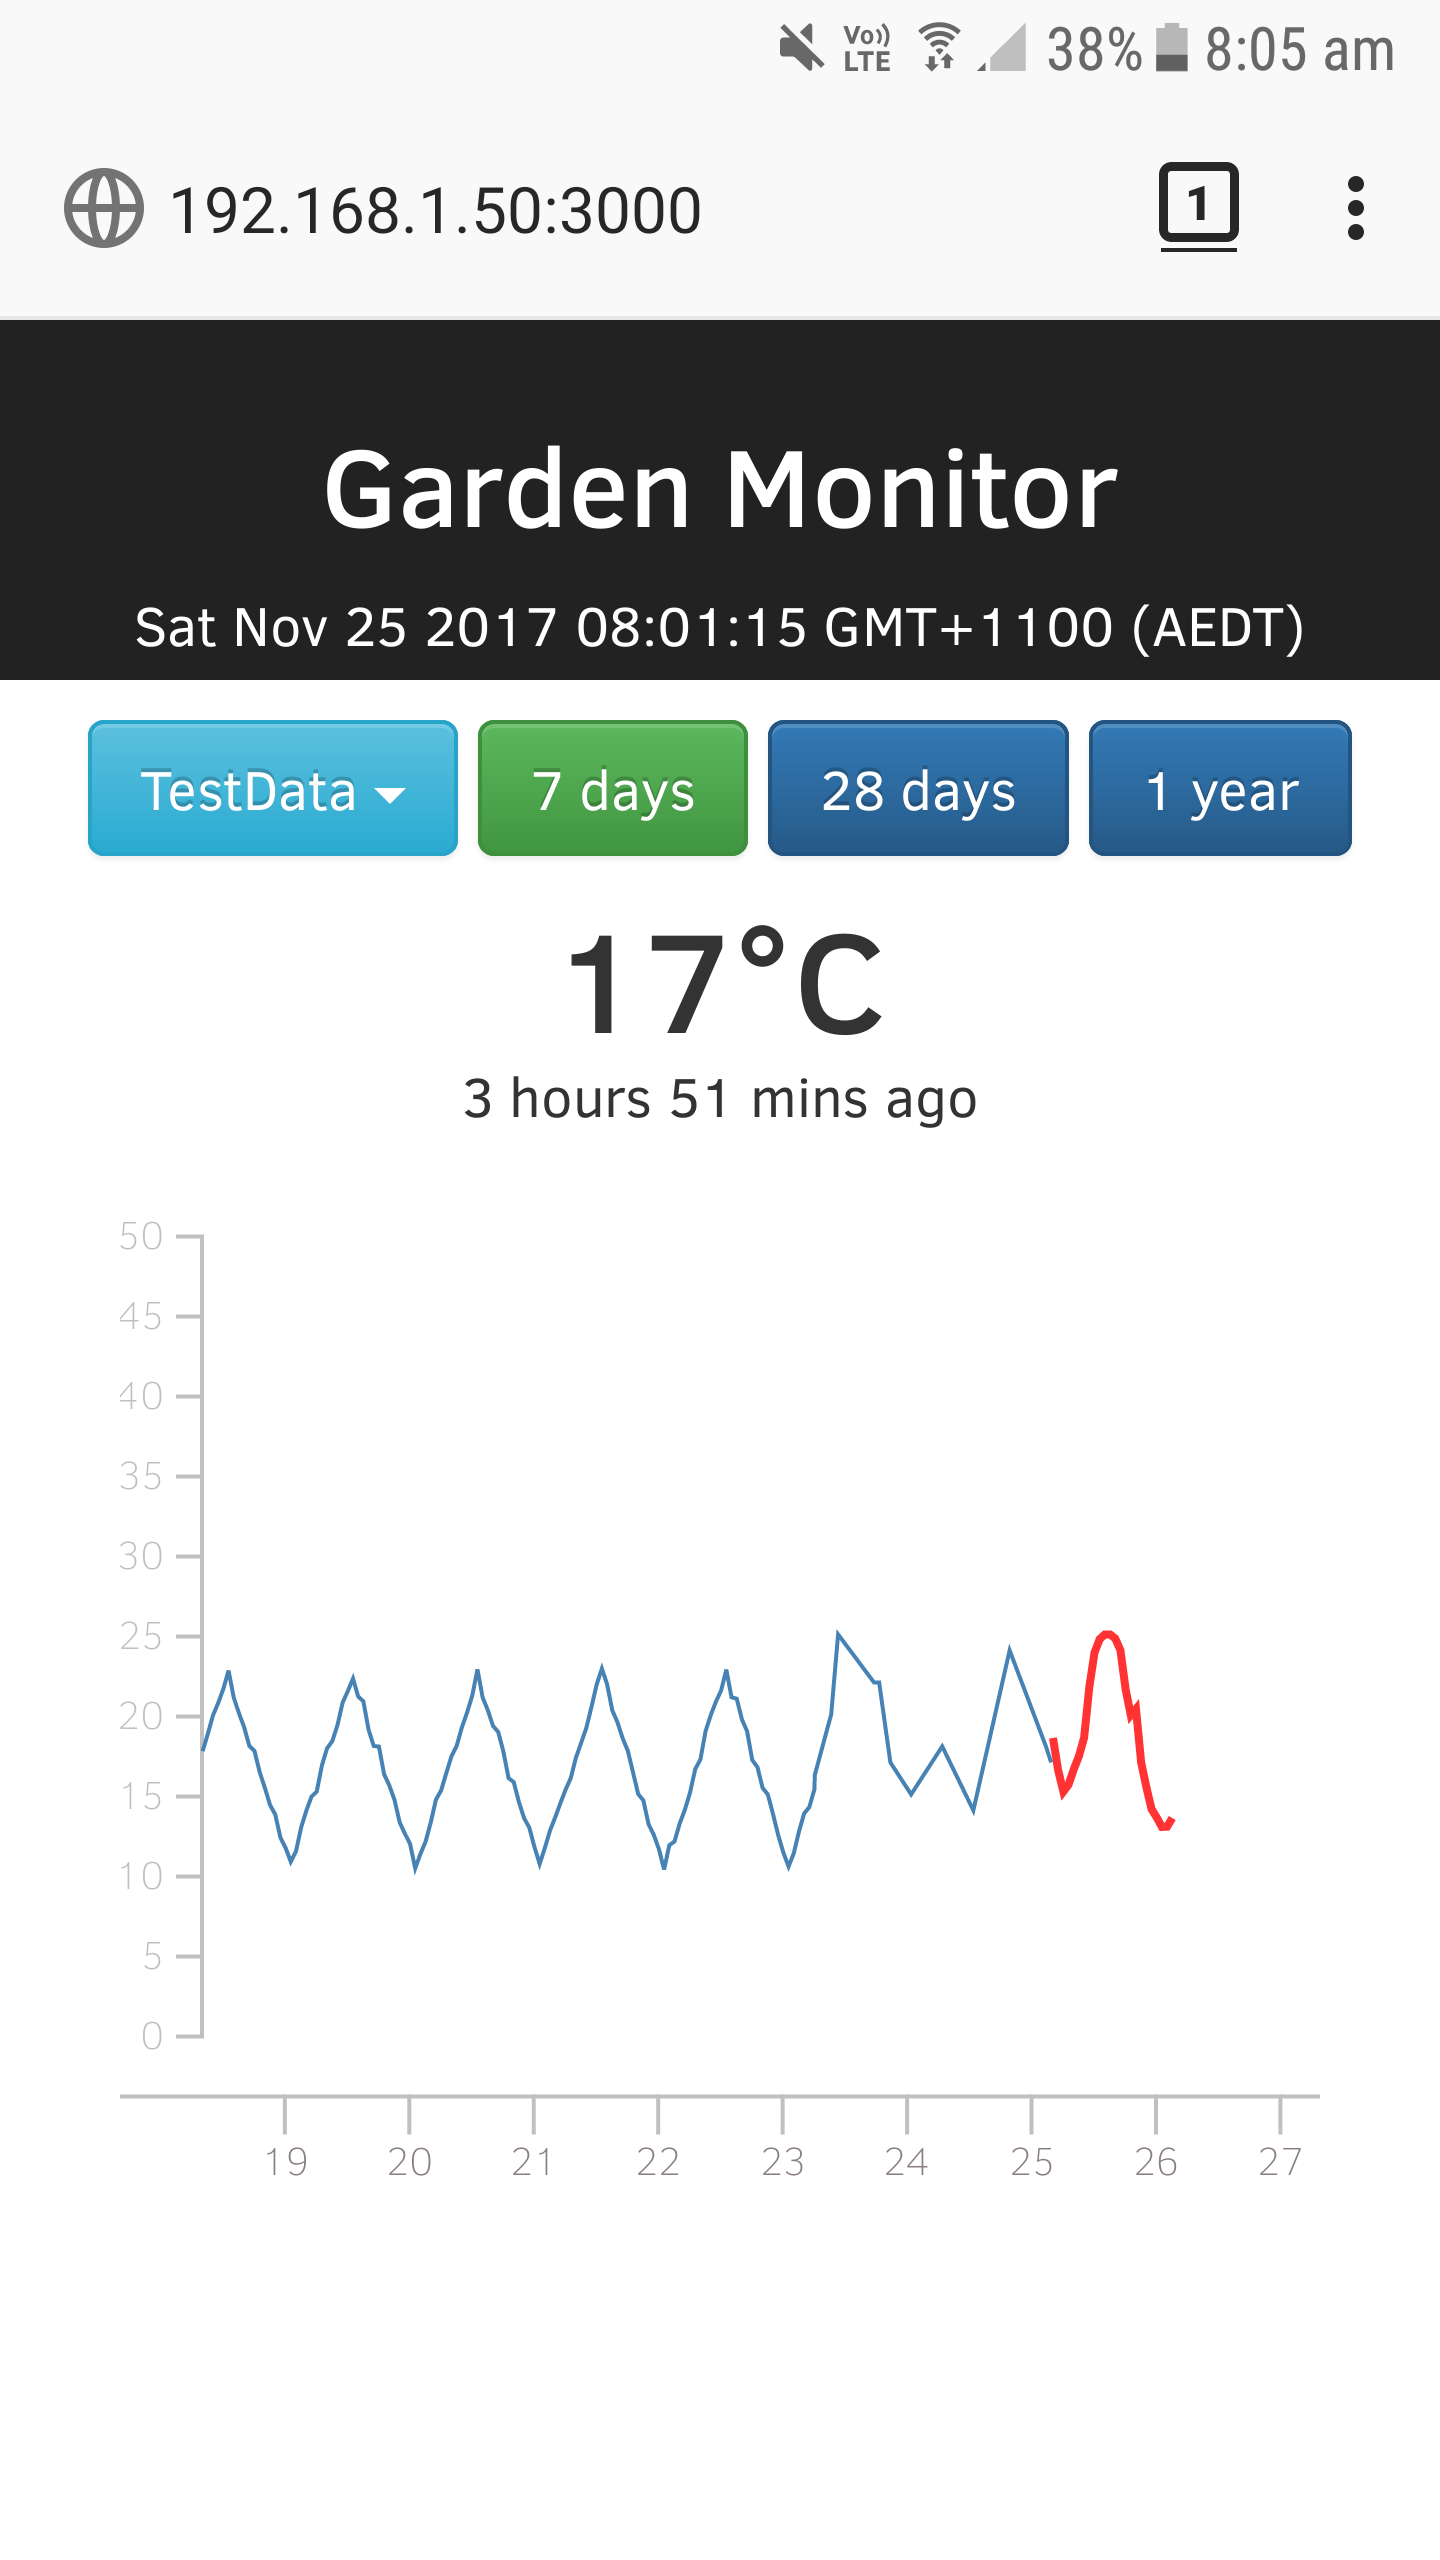 Vo)) LTE 38% 8:05 am
192.168.1.50:3000 1
Garden Monitor
Sat Nov 25 2017 08:01:15 GMT+1100 (AEDT)
TestData 7 days 28 days 1 year
17°C
3 hours 51 mins ago
50
45
40
35
30
25
20
15
10
5
0
19 20 21 22 23 24 25 26 27